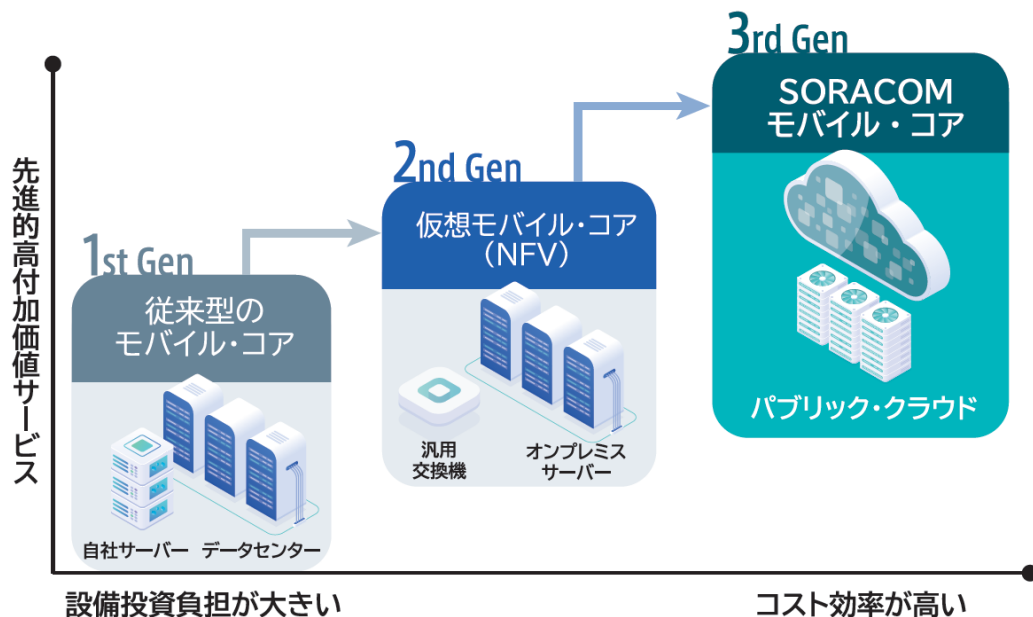 先進的高付加価値サービス
1st Gen
従来型の
モバイル・コア
自社サーバー
データセンター
2nd Gen
仮想モバイル・コア
(NFV)
汎用
交換機
オンプレミス
サーバー
3rd Gen
SORACOM
モバイル・コア
パブリック・クラウド
設備投資負担が大きい
コスト効率が高い